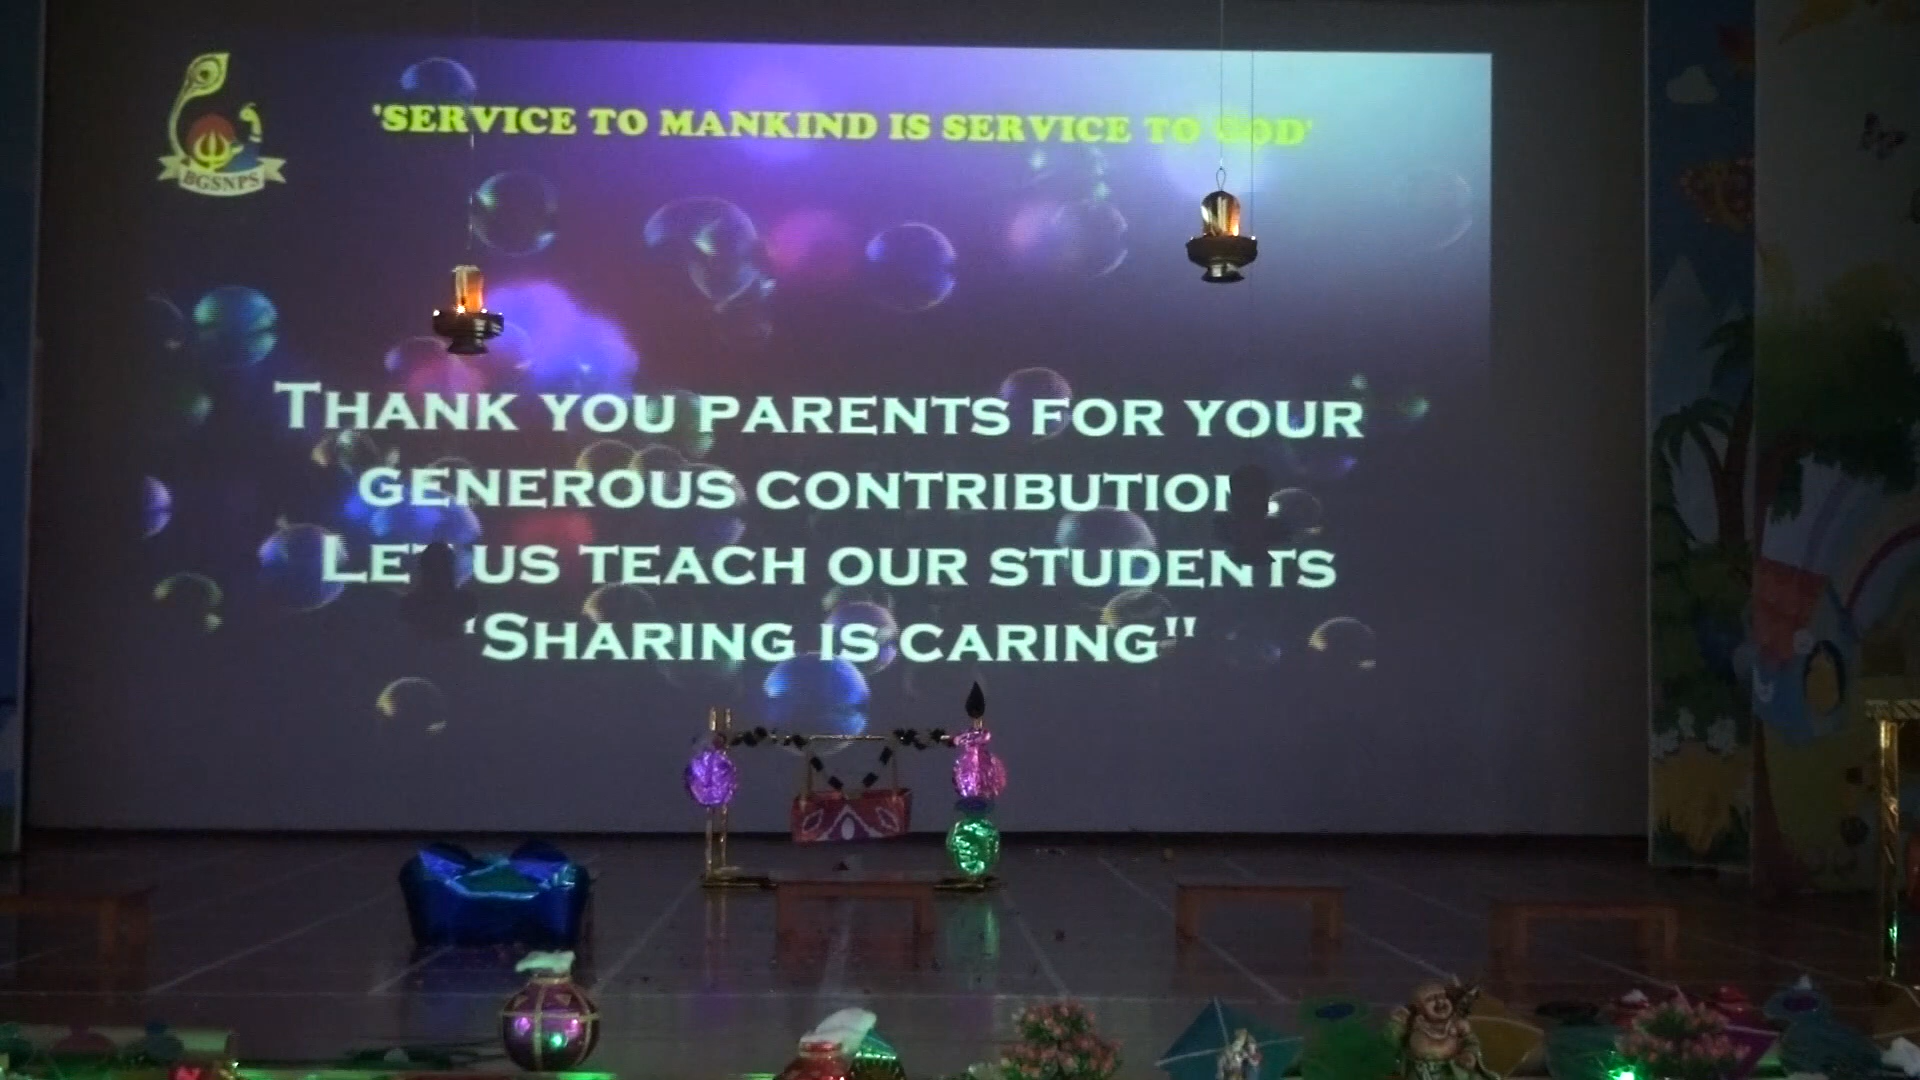 'SERVICE TO MANKIND IS SERVICE TO GOD'
BGSNPS
THANK YOU PARENTS FOR YOUR
GENEROUS CONTRIBUTION.
LET US TEACH OUR STUDENTS
'SHARING IS CARING"